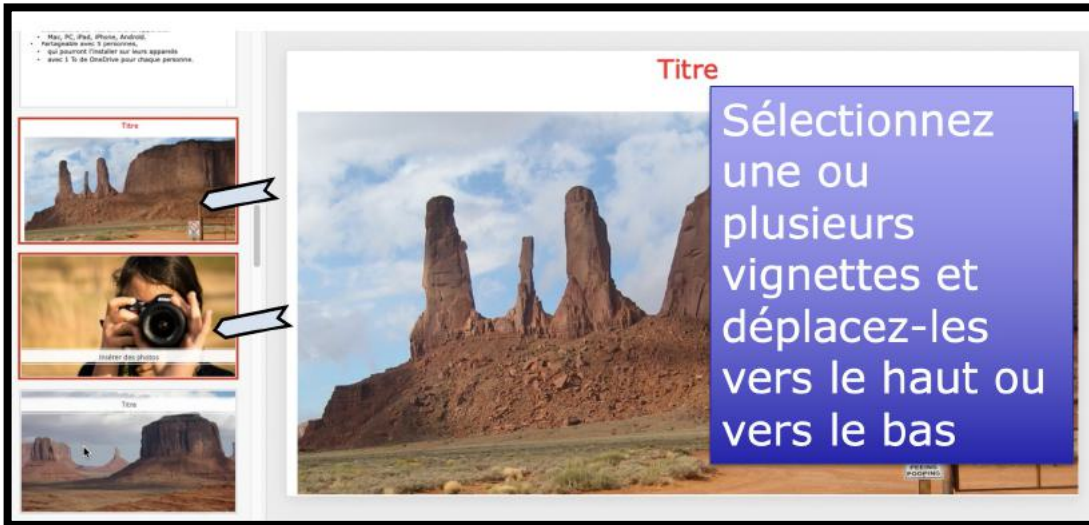 • Mac, PC, iPad, iPhone, Android.
• Partageable avec 5 personnes,
• qui pourront l'installer sur leurs appareils
• avec 1 To de OneDrive pour chaque personne.
Titre
Insérer des photos
Titre
Titre
Sélectionnez
une ou
plusieurs
vignettes et
déplacez-les
vers le haut ou
vers le bas
PEEING
POOPING